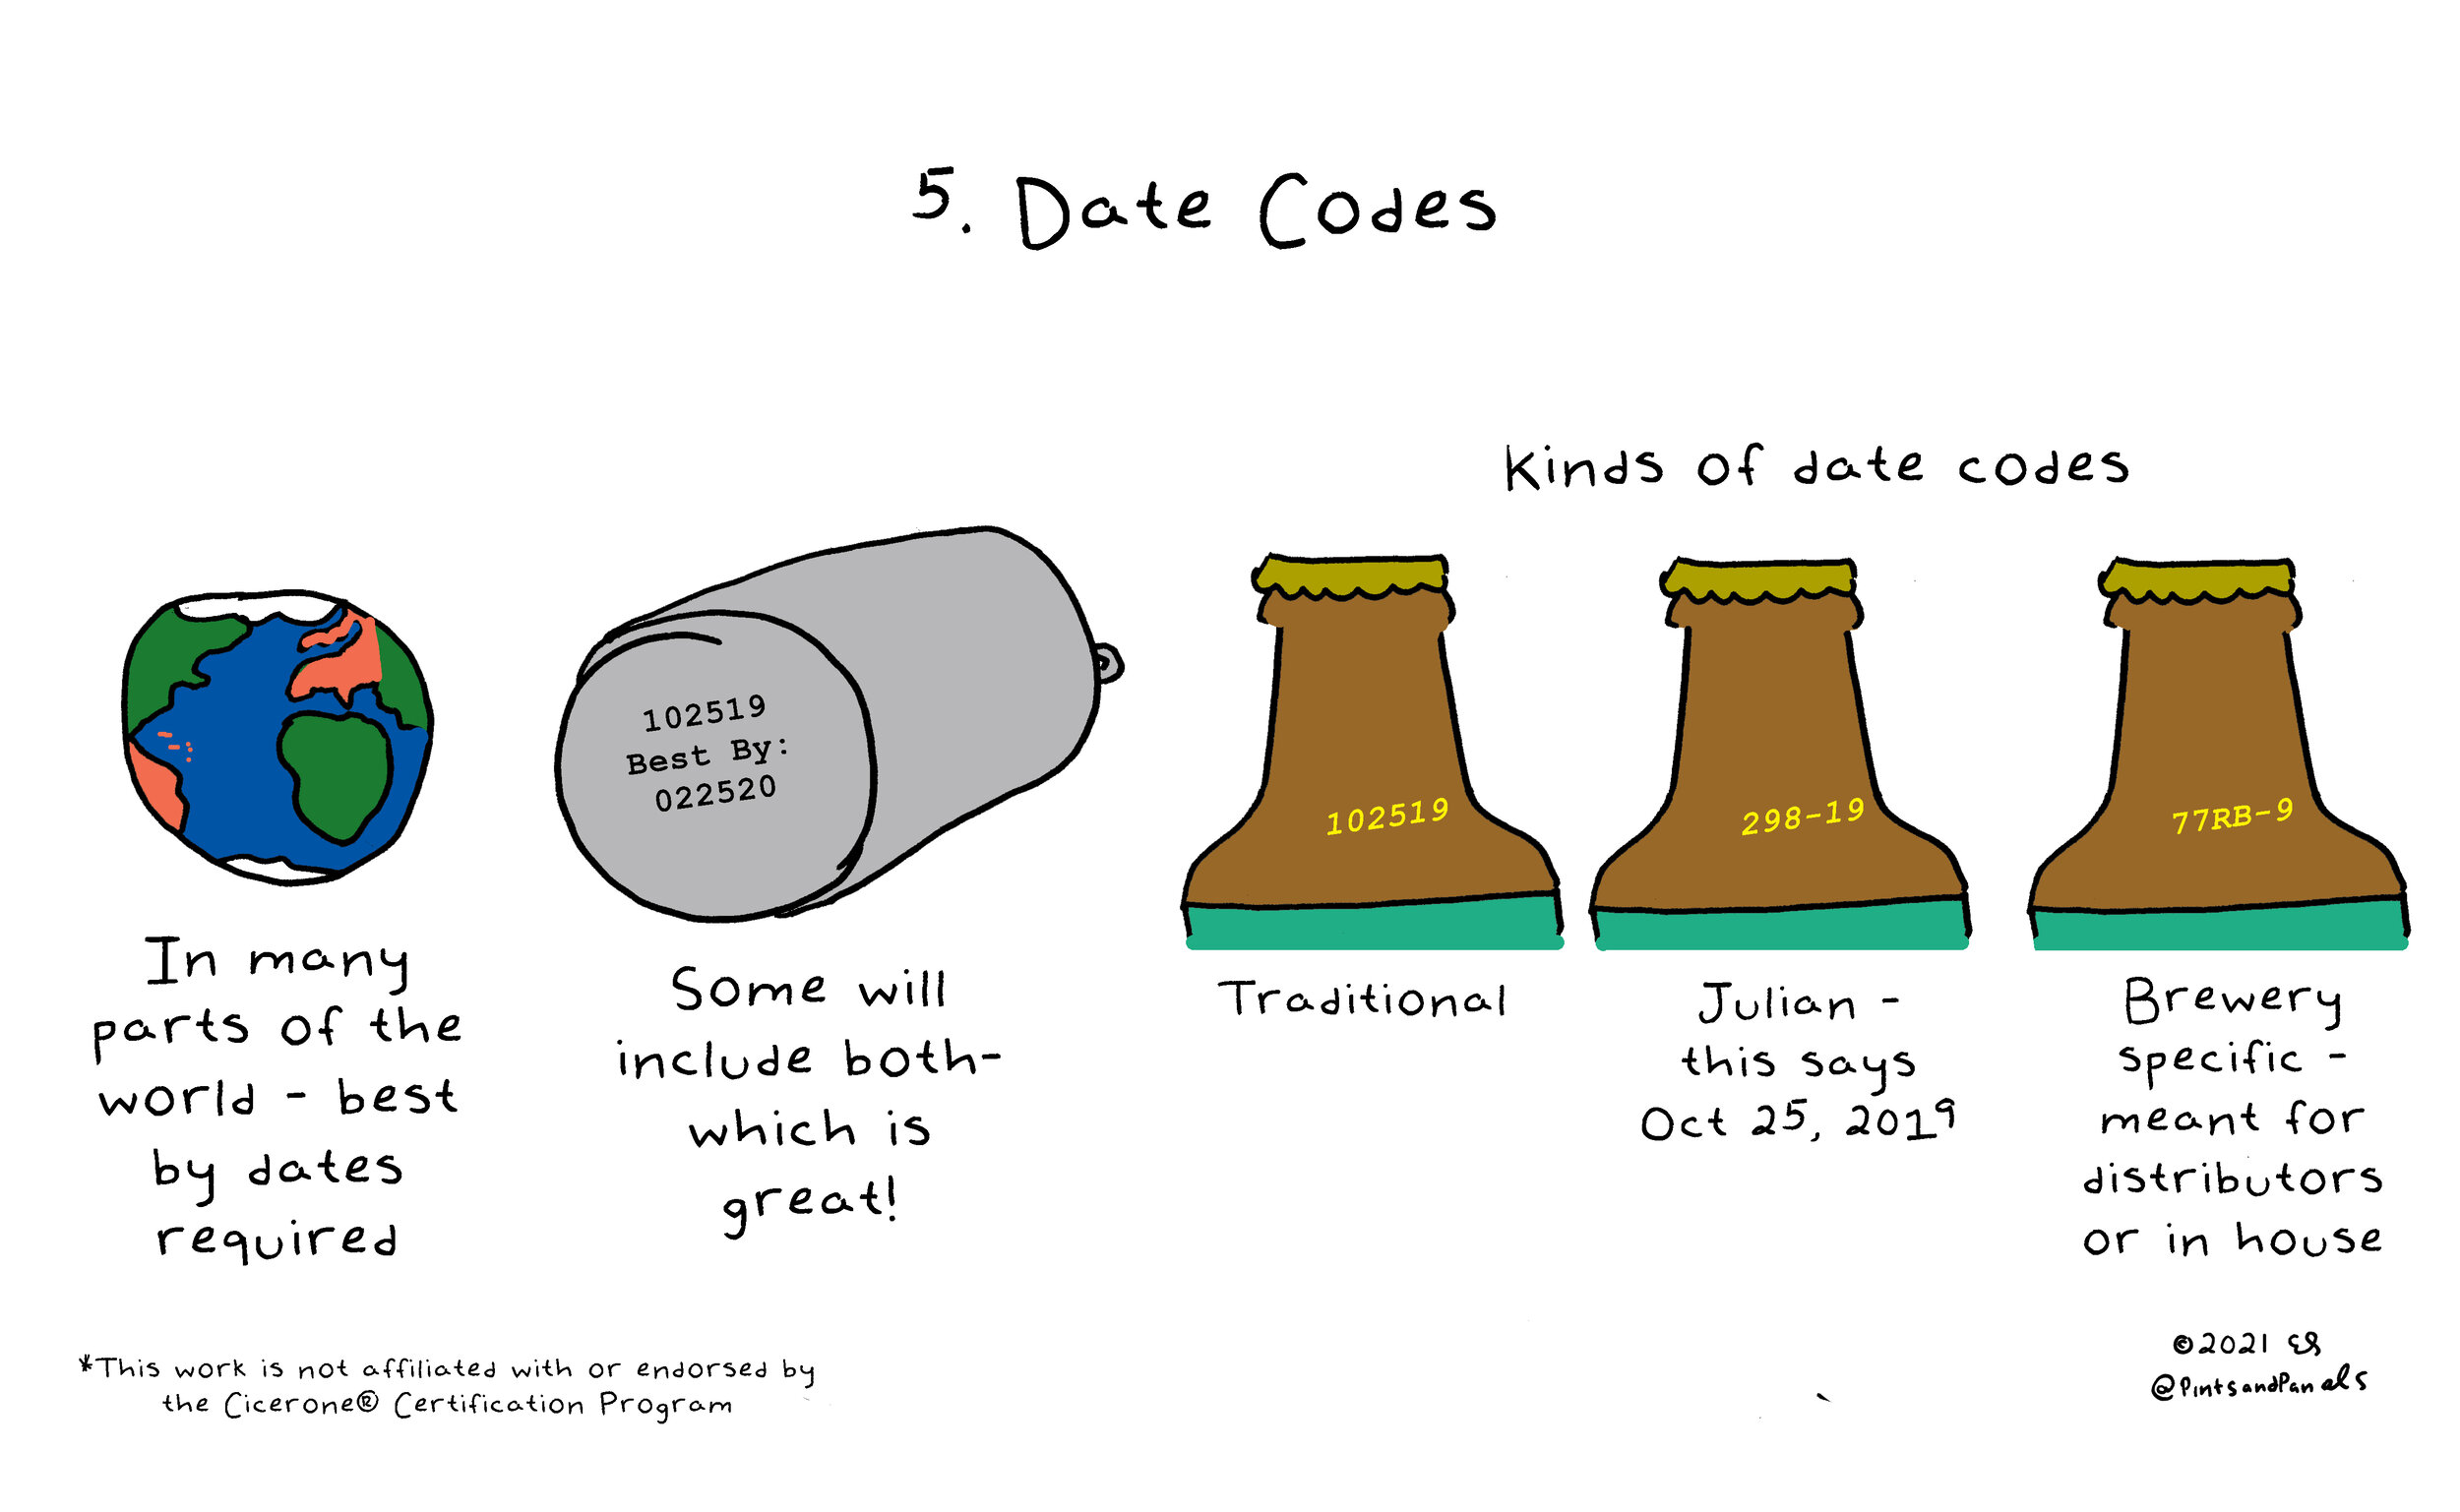 5. Date Codes
Kinds of date codes
102519
Best By:
022520
102519
298-19
77RB-9
In many
parts of the
world - best
by dates
required
Some will
include both-
which is
great!
Traditional
Julian -
this says
Oct 25, 2019
Brewery
specific -
meant for
distributors
or in house
*This work is not affiliated with or endorsed by
the Cicerone® Certification Program
©2021 ES
@PintsandPanels